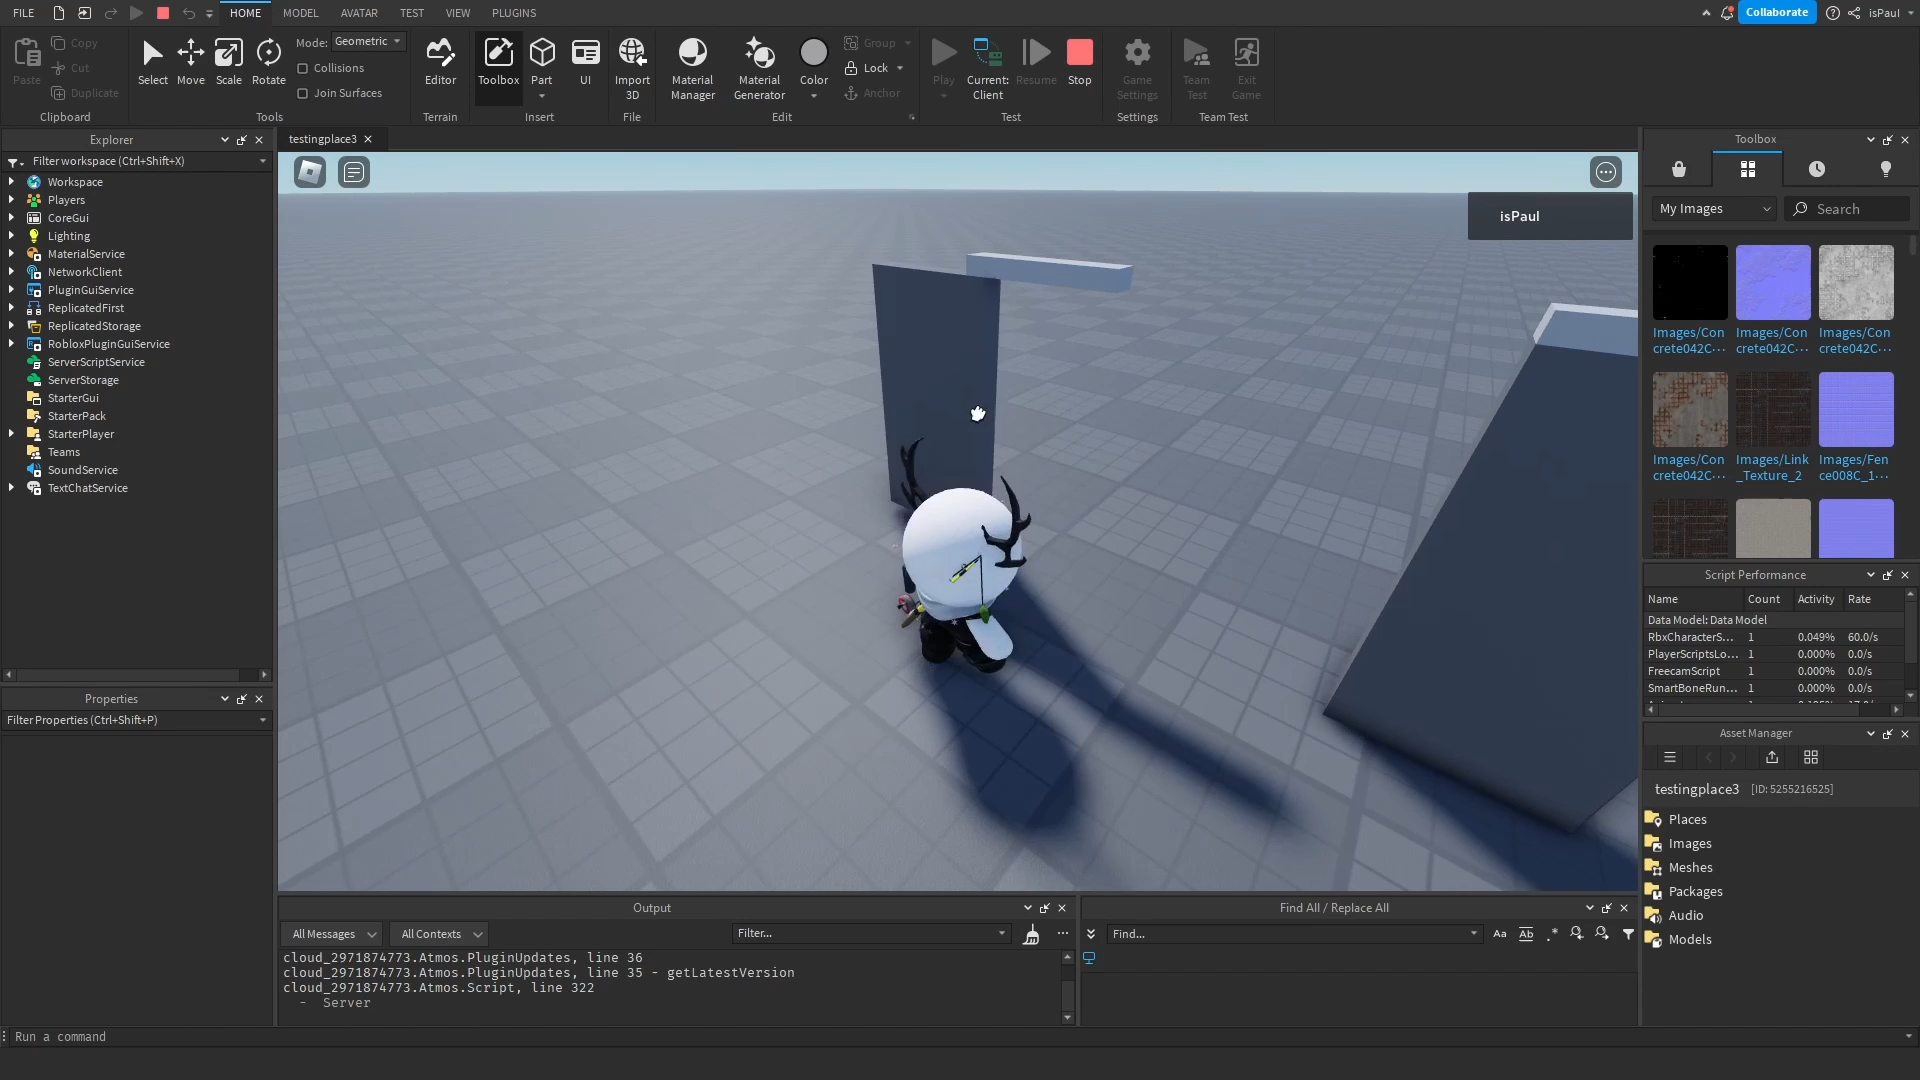 FILE
HOME
MODEL
AVATAR
TEST
VIEW
PLUGINS
Collaborate
isPaul
Paste
Copy
Cut
Duplicate
Clipboard
Select
Move
Scale
Rotate
Mode: Geometric
Collisions
Join Surfaces
Tools
Editor
Terrain
Toolbox
Part
UI
Insert
Import
3D
File
Material
Manager
Material
Generator
Color
Group
Lock
Anchor
Edit
Play
Current:
Client
Resume
Stop
Test
Game
Settings
Settings
Team
Test
Exit
Game
Team Test
Explorer
Filter workspace (Ctrl+Shift+X)
Workspace
Players
CoreGui
Lighting
MaterialService
NetworkClient
PluginGuiService
ReplicatedFirst
ReplicatedStorage
RobloxPluginGuiService
ServerScriptService
ServerStorage
StarterGui
StarterPack
StarterPlayer
Teams
SoundService
TextChatService
Properties
Filter Properties (Ctrl+Shift+P)
testingplace3
isPaul
Output
All Messages
All Contexts
Filter...
cloud_2971874773.Atmos.PluginUpdates, line 36
cloud_2971874773.Atmos.PluginUpdates, line 35 - getLatestVersion
cloud_2971874773.Atmos.Script, line 322
- Server
Find All / Replace All
Find...
Aa
Ab
.*
Toolbox
My Images
Search
Images/Con
crete042C···
Images/Con
crete042C···
Images/Con
crete042C···
Images/Con
crete042C···
Images/Link
_Texture_2
Images/Fen
ce008C_1···
Script Performance
Name Count Activity Rate
Data Model: Data Model
RbxCharacterS... 1 0.049% 60.0/s
PlayerScriptsLo... 1 0.000% 0.0/s
FreecamScript 1 0.000% 0.0/s
SmartBoneRun... 1 0.000% 0.0/s
Asset Manager
testingplace3 [ID: 5255216525]
Places
Images
Meshes
Packages
Audio
Models
Run a command